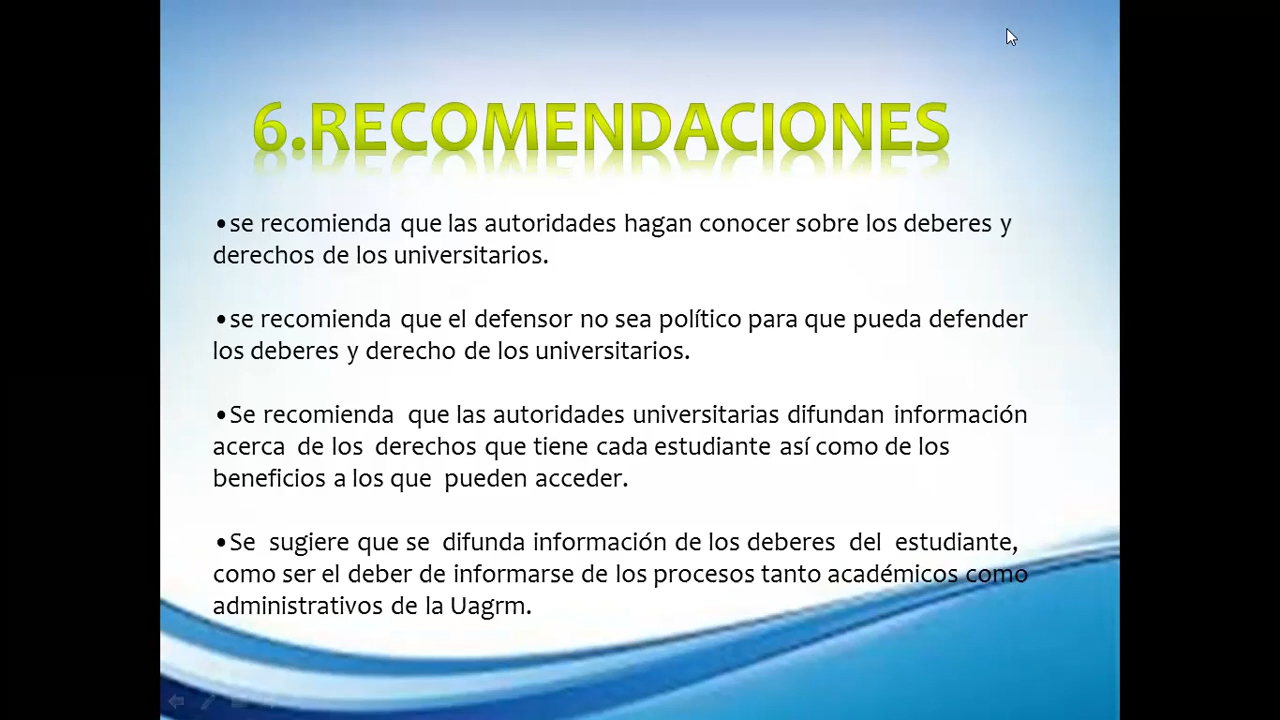 6.RECOMENDACIONES
•se recomienda que las autoridades hagan conocer sobre los deberes y
derechos de los universitarios.
•se recomienda que el defensor no sea político para que pueda defender
los deberes y derecho de los universitarios.
•Se recomienda que las autoridades universitarias difundan información
acerca de los derechos que tiene cada estudiante así como de los
beneficios a los que pueden acceder.
•Se sugiere que se difunda información de los deberes del estudiante,
como ser el deber de informarse de los procesos tanto académicos como
administrativos de la Uagrm.